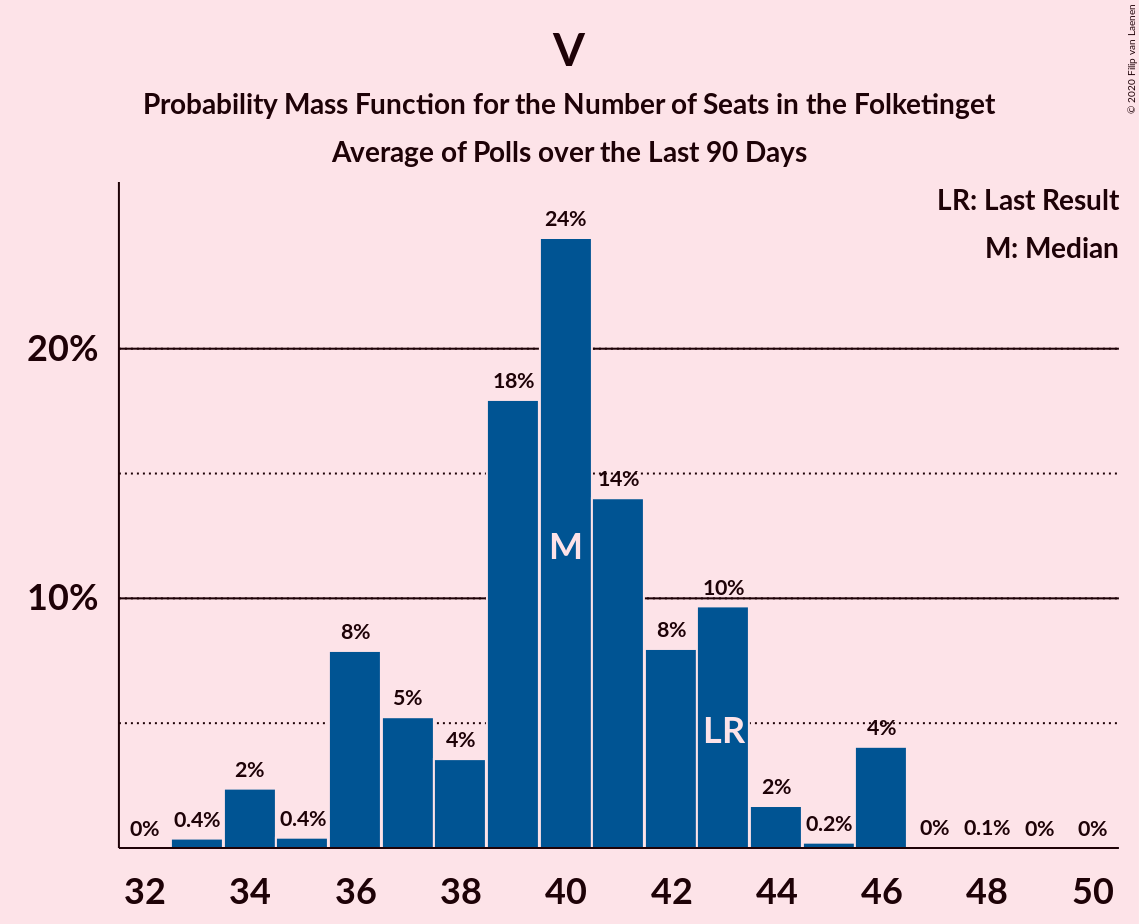 V
Probability Mass Function for the Number of Seats in the Folketinget
Average of Polls over the Last 90 Days
© 2020 Filip van Laenen
LR: Last Result
M: Median
20%
10%
0%
0.4%
2%
0.4%
8%
5%
4%
18%
24%
14%
8%
10%
2%
0.2%
4%
0%
0.1%
0%
0%
M
LR
32 34 36 38 40 42 44 46 48 50